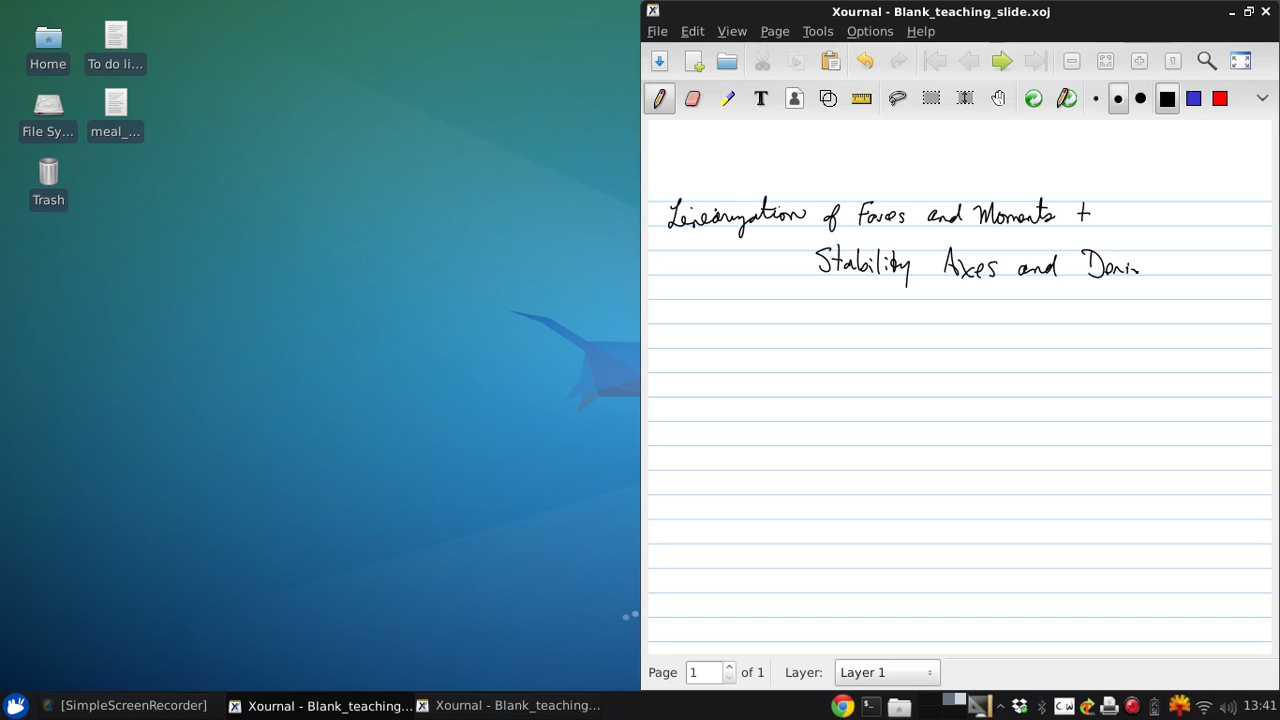 Xournal - Blank_teaching_slide.xoj
File Edit View Page Tools Options Help
Home
To do li...
File Sy...
meal_...
Trash
T
Linearization of Forces and Moments +
Stability Axes and Deriv
Page 1 of 1 Layer: Layer 1
[SimpleScreenRecorder]
Xournal - Blank_teaching...
Xournal - Blank_teaching...
CW
13:41